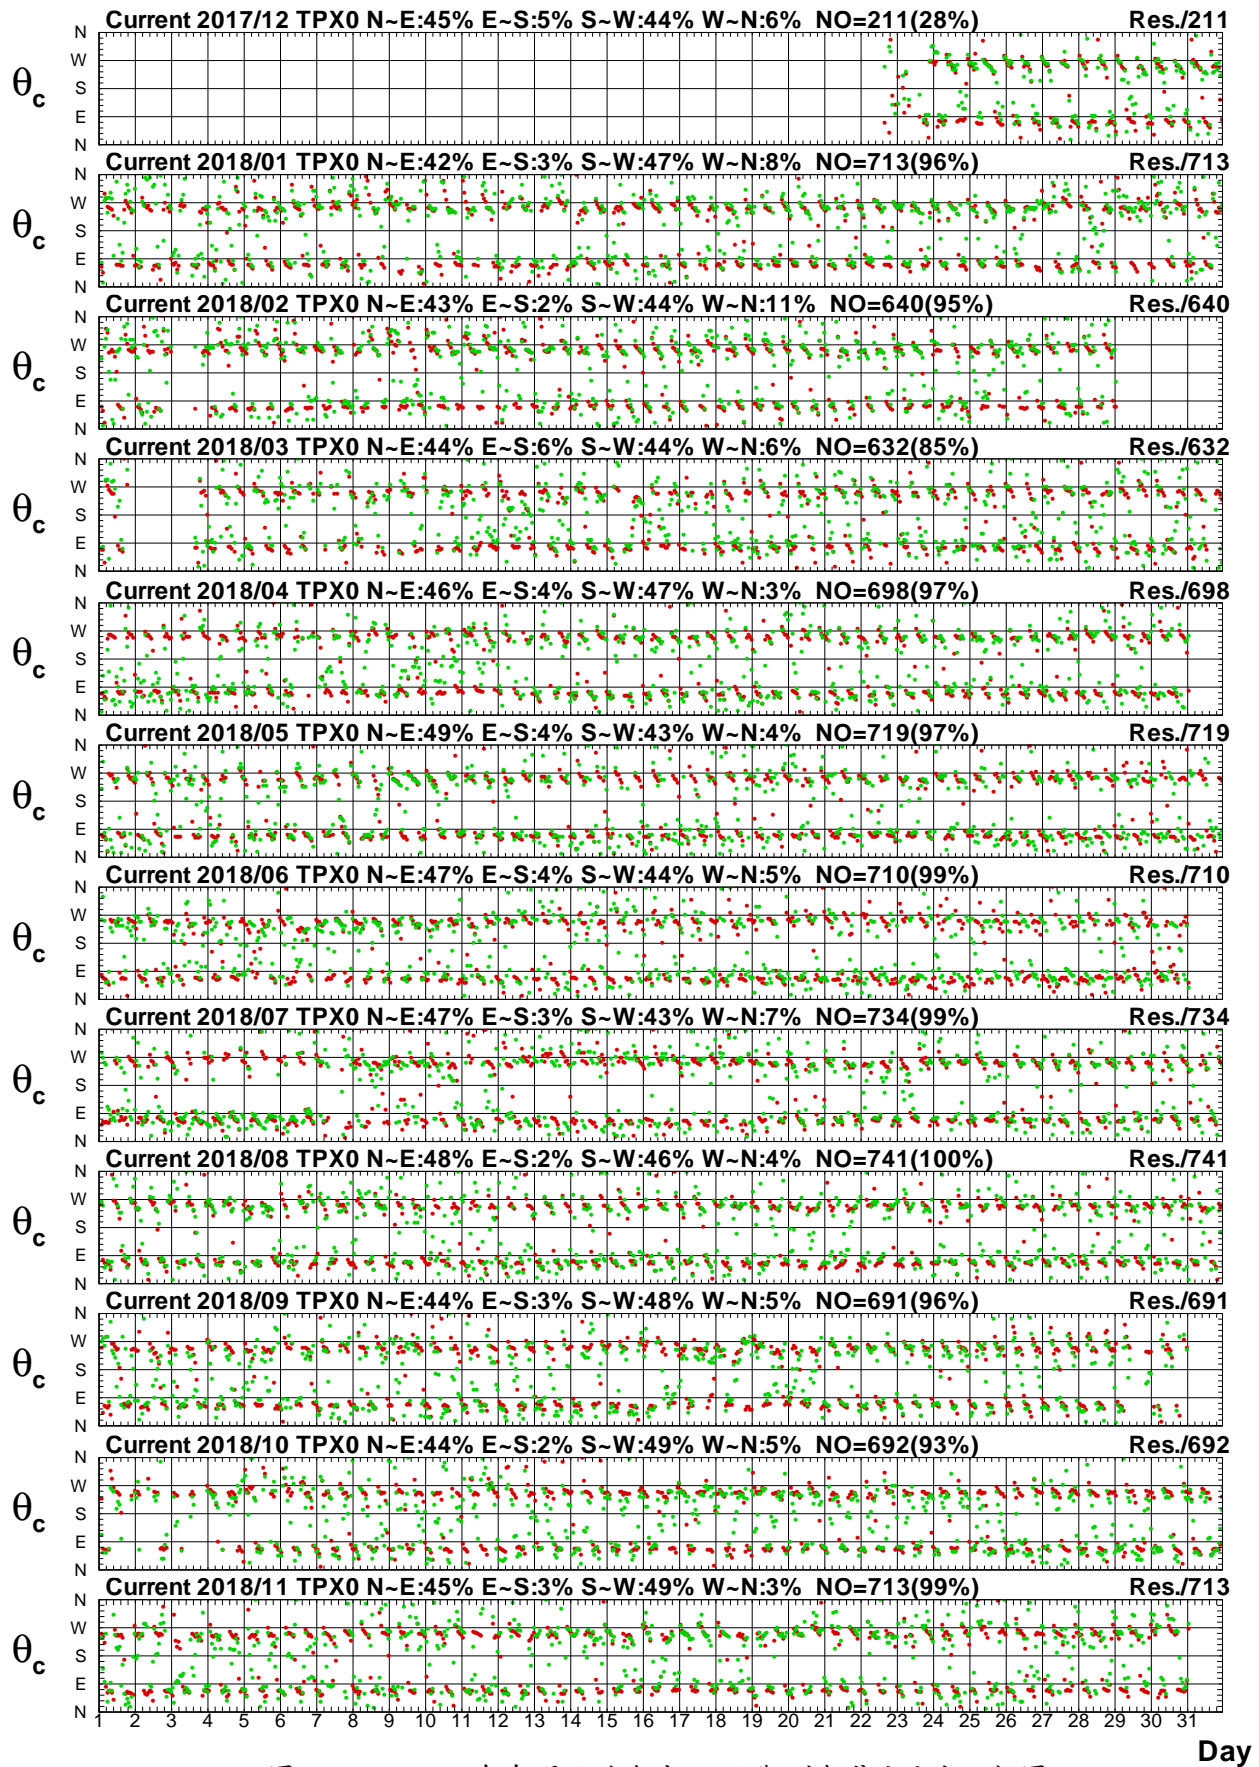 Current 2017/12 TPX0 N~E:45% E~S:5% S~W:44% W~N:6% NO=211(28%) Res./211
N
W
S
E
N
θc
Current 2018/01 TPX0 N~E:42% E~S:3% S~W:47% W~N:8% NO=713(96%) Res./713
N
W
S
E
N
θc
Current 2018/02 TPX0 N~E:43% E~S:2% S~W:44% W~N:11% NO=640(95%) Res./640
N
W
S
E
N
θc
Current 2018/03 TPX0 N~E:44% E~S:6% S~W:44% W~N:6% NO=632(85%) Res./632
N
W
S
E
N
θc
Current 2018/04 TPX0 N~E:46% E~S:4% S~W:47% W~N:3% NO=698(97%) Res./698
N
W
S
E
N
θc
Current 2018/05 TPX0 N~E:49% E~S:4% S~W:43% W~N:4% NO=719(97%) Res./719
N
W
S
E
N
θc
Current 2018/06 TPX0 N~E:47% E~S:4% S~W:44% W~N:5% NO=710(99%) Res./710
N
W
S
E
N
θc
Current 2018/07 TPX0 N~E:47% E~S:3% S~W:43% W~N:7% NO=734(99%) Res./734
N
W
S
E
N
θc
Current 2018/08 TPX0 N~E:48% E~S:2% S~W:46% W~N:4% NO=741(100%) Res./741
N
W
S
E
N
θc
Current 2018/09 TPX0 N~E:44% E~S:3% S~W:48% W~N:5% NO=691(96%) Res./691
N
W
S
E
N
θc
Current 2018/10 TPX0 N~E:44% E~S:2% S~W:49% W~N:5% NO=692(93%) Res./692
N
W
S
E
N
θc
Current 2018/11 TPX0 N~E:45% E~S:3% S~W:49% W~N:3% NO=713(99%) Res./713
N
W
S
E
N
θc
1 2 3 4 5 6 7 8 9 10 11 12 13 14 15 16 17 18 19 20 21 22 23 24 25 26 27 28 29 30 31
Day